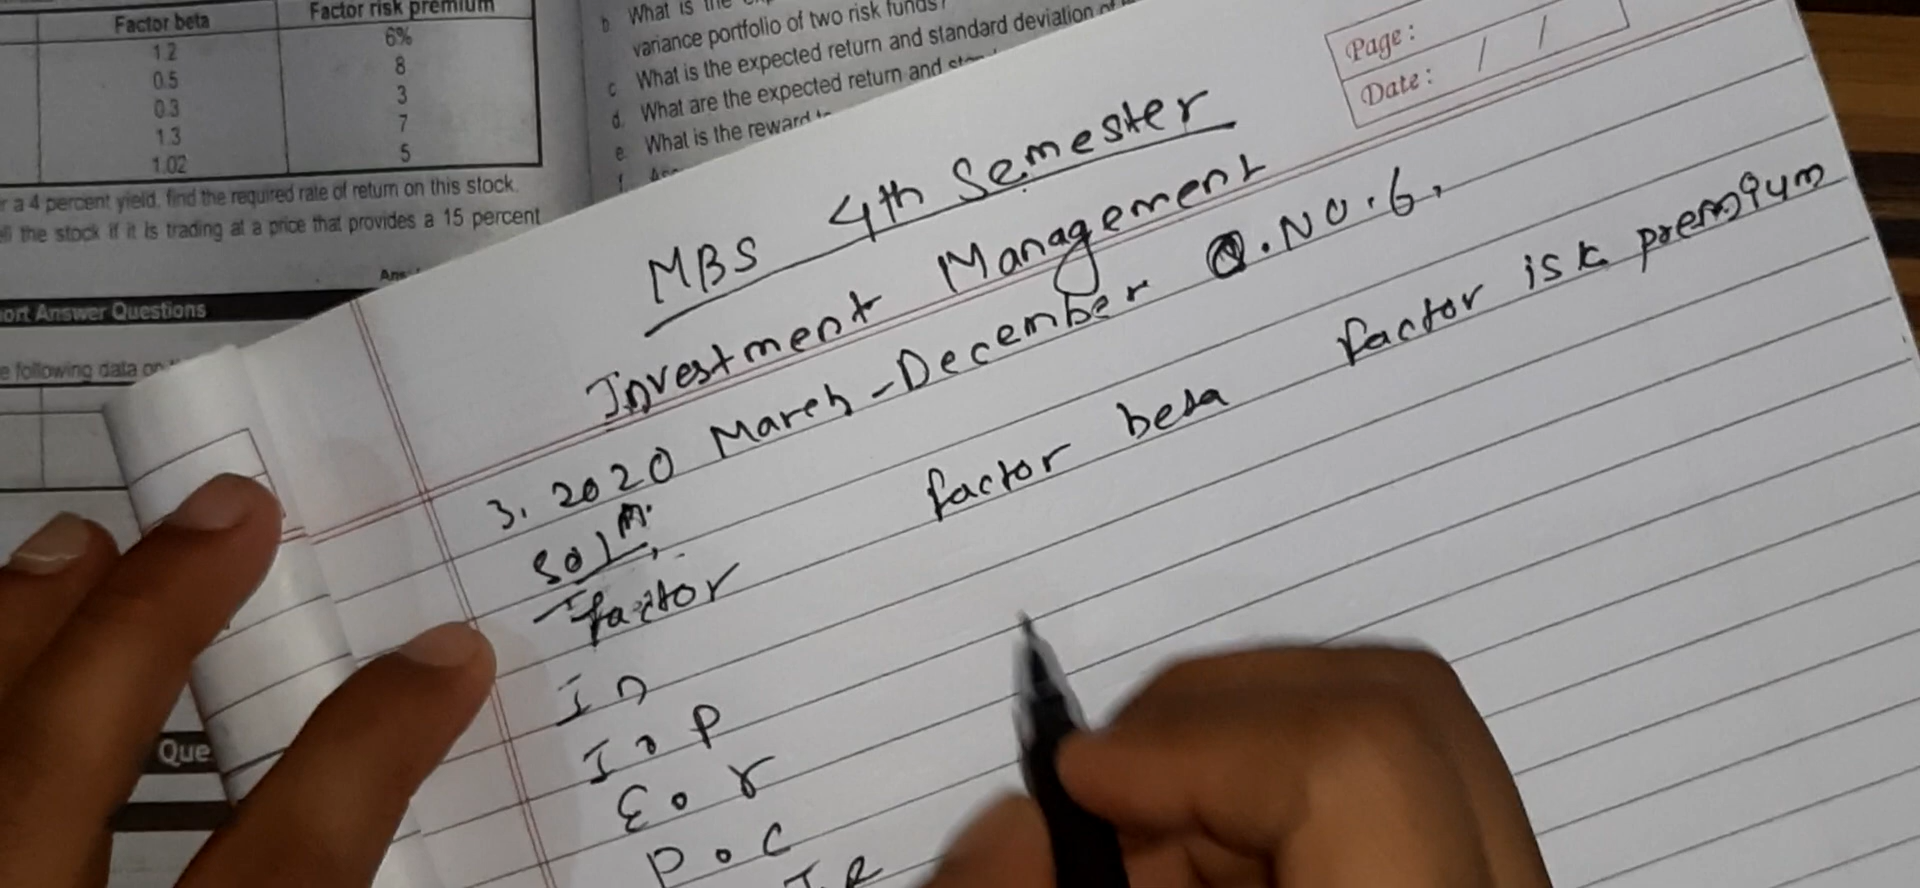 Factor beta Factor risk premium
1.2 6%
0.5 8
0.3 3
1.3 7
1.02 5
r a 4 percent yield, find the required rate of return on this stock.
ell the stock if it is trading at a price that provides a 15 percent
Ans
ort Answer Questions
e following data on
Que
b. What is the
variance portfolio of two risk funds?
c What is the expected return and standard deviation of
d. What are the expected return and
e. What is the reward
f.
Page:
Date: / /
MBS 4th Semester
Investment Management
3. 2020 March-December Q.NO.6.
Solⁿ.
factor factor beta factor isk premium
In
I o P
E o r
D o C
IR